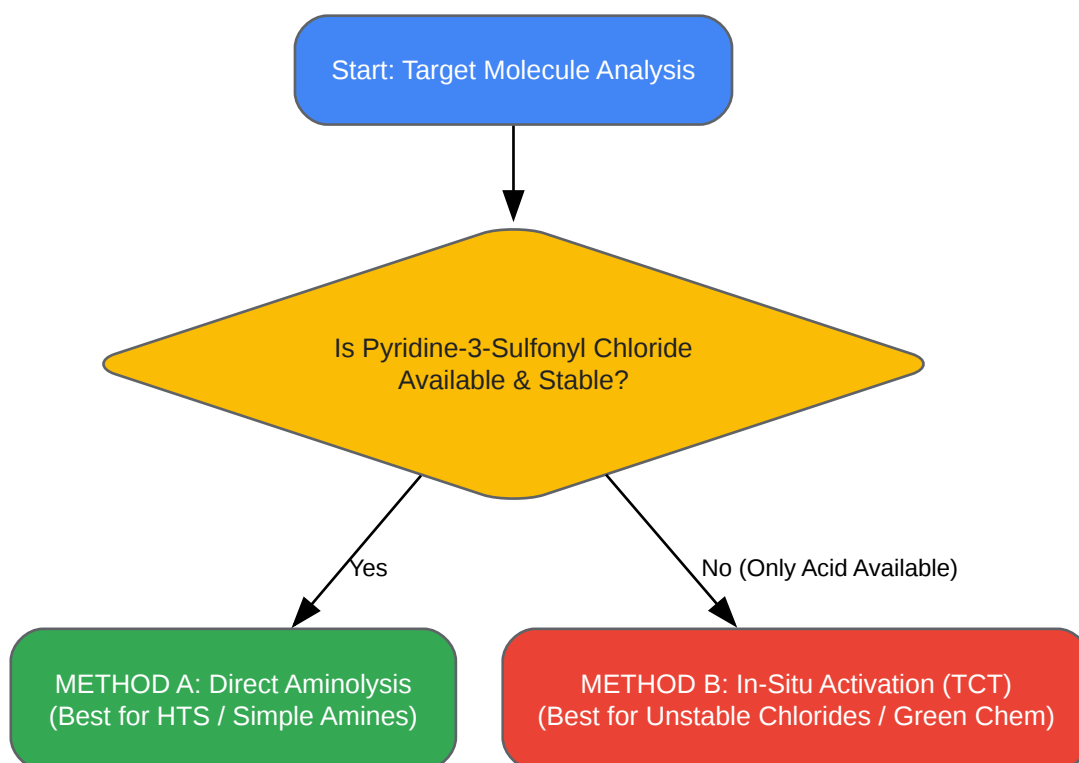 Start: Target Molecule Analysis
Is Pyridine-3-Sulfonyl Chloride
Available & Stable?
Yes
No (Only Acid Available)
METHOD A: Direct Aminolysis
(Best for HTS / Simple Amines)
METHOD B: In-Situ Activation (TCT)
(Best for Unstable Chlorides / Green Chem)